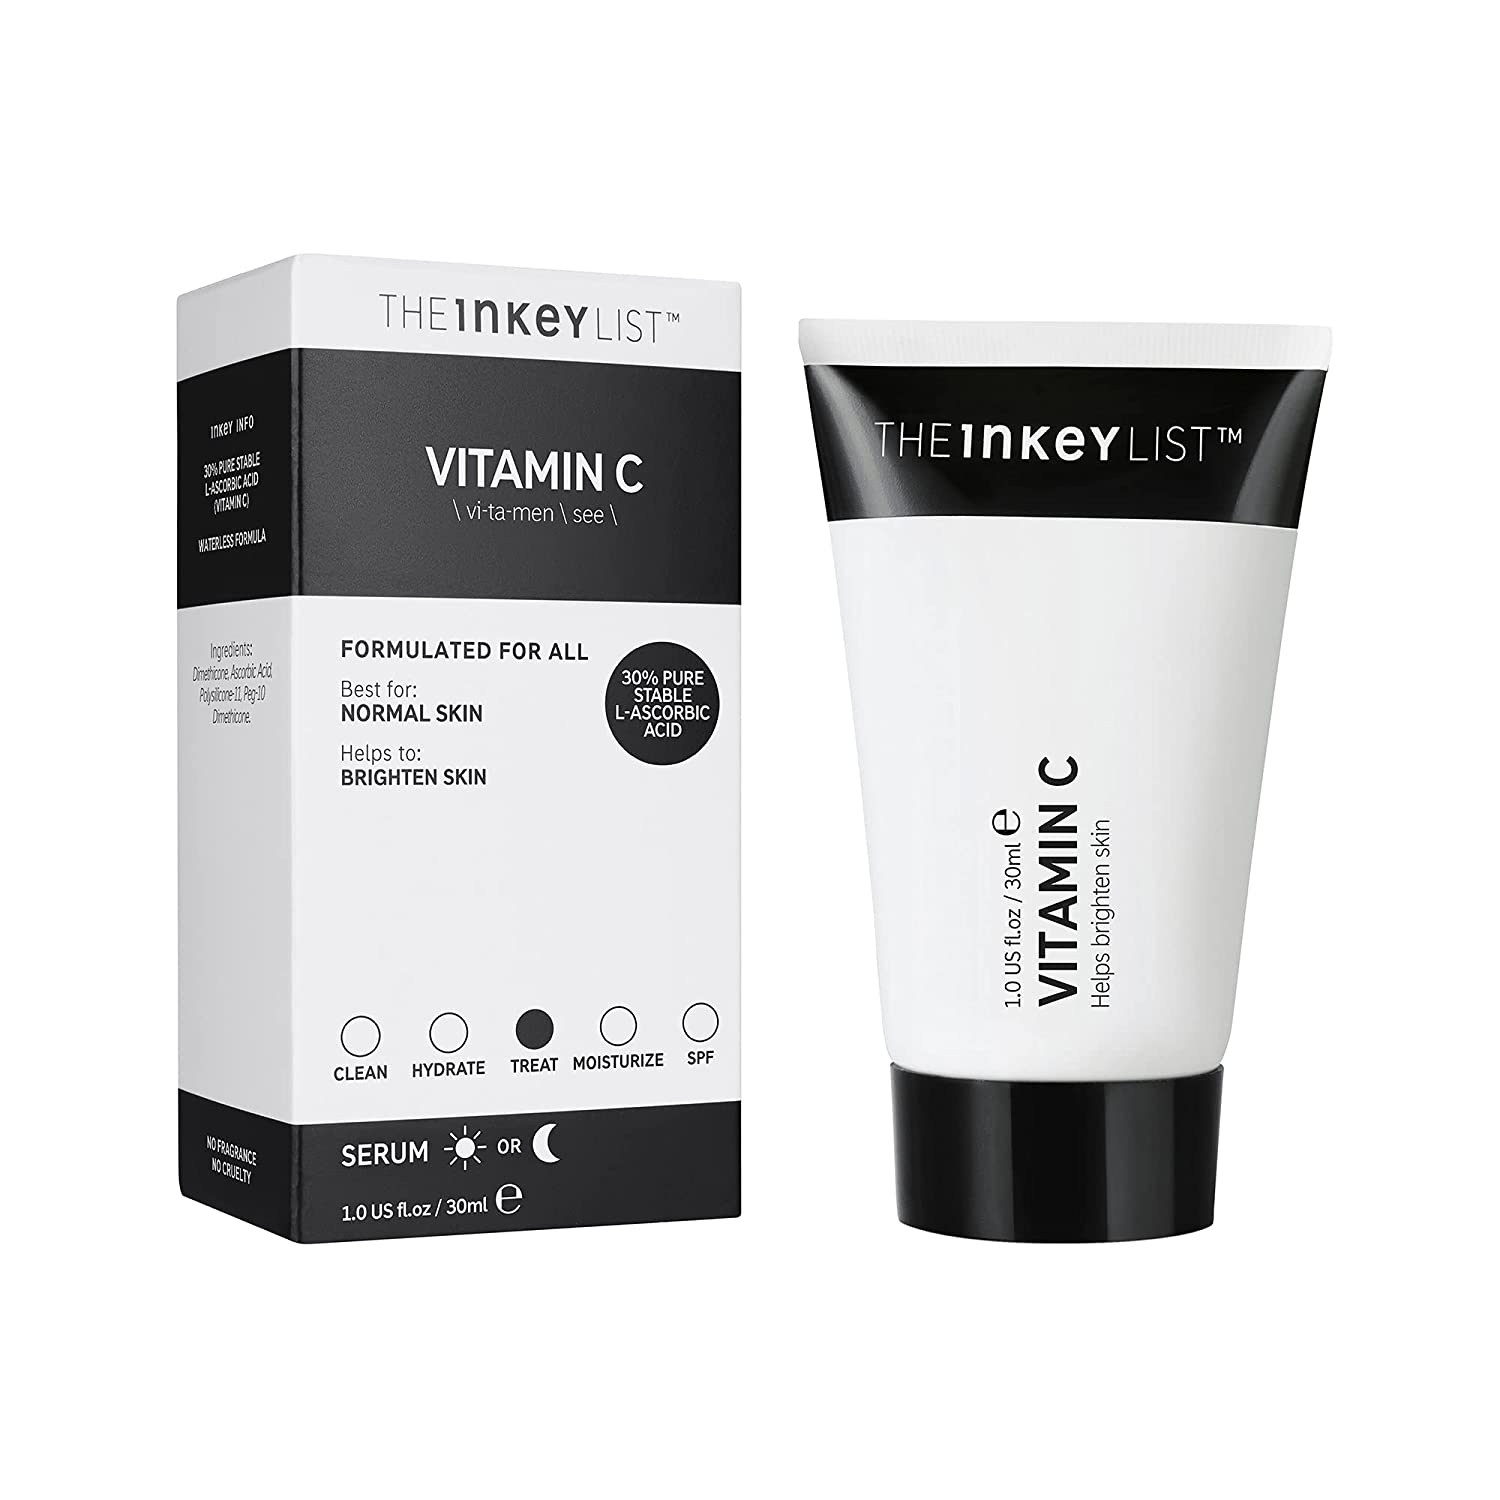 THE INKEY LIST™
VITAMIN C
\ vi-ta-men \ see \
FORMULATED FOR ALL
Best for:
NORMAL SKIN
Helps to:
BRIGHTEN SKIN
30% PURE
STABLE
L-ASCORBIC
ACID
CLEAN HYDRATE TREAT MOISTURIZE SPF
SERUM OR
1.0 US fl.oz / 30ml ℮
INKEY INFO
30% PURE STABLE
L-ASCORBIC ACID
(VITAMIN C)
WATERLESS FORMULA
Ingredients:
Dimethicone, Ascorbic Acid,
Polysilicone-11, Peg-10
Dimethicone.
NO FRAGRANCE
NO CRUELTY
THE INKEY LIST™
1.0 US fl.oz / 30ml ℮
VITAMIN C
Helps brighten skin